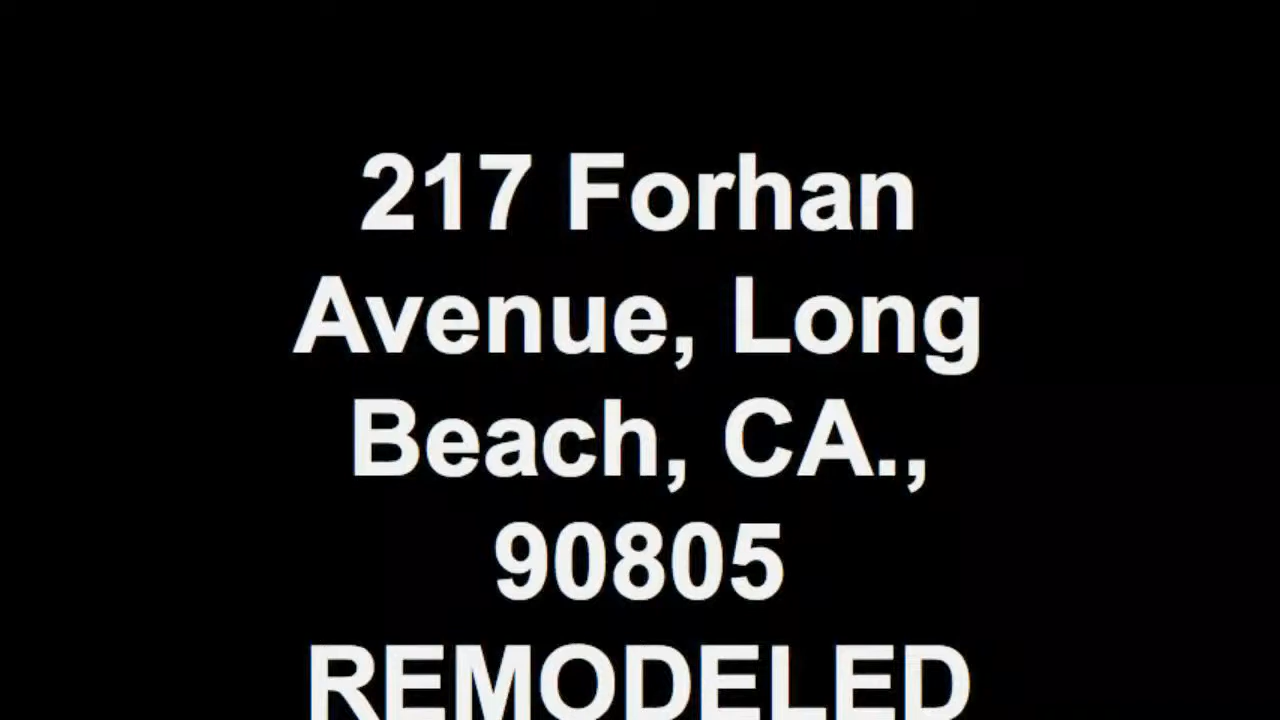 217 Forhan
Avenue, Long
Beach, CA.,
90805
REMODELED